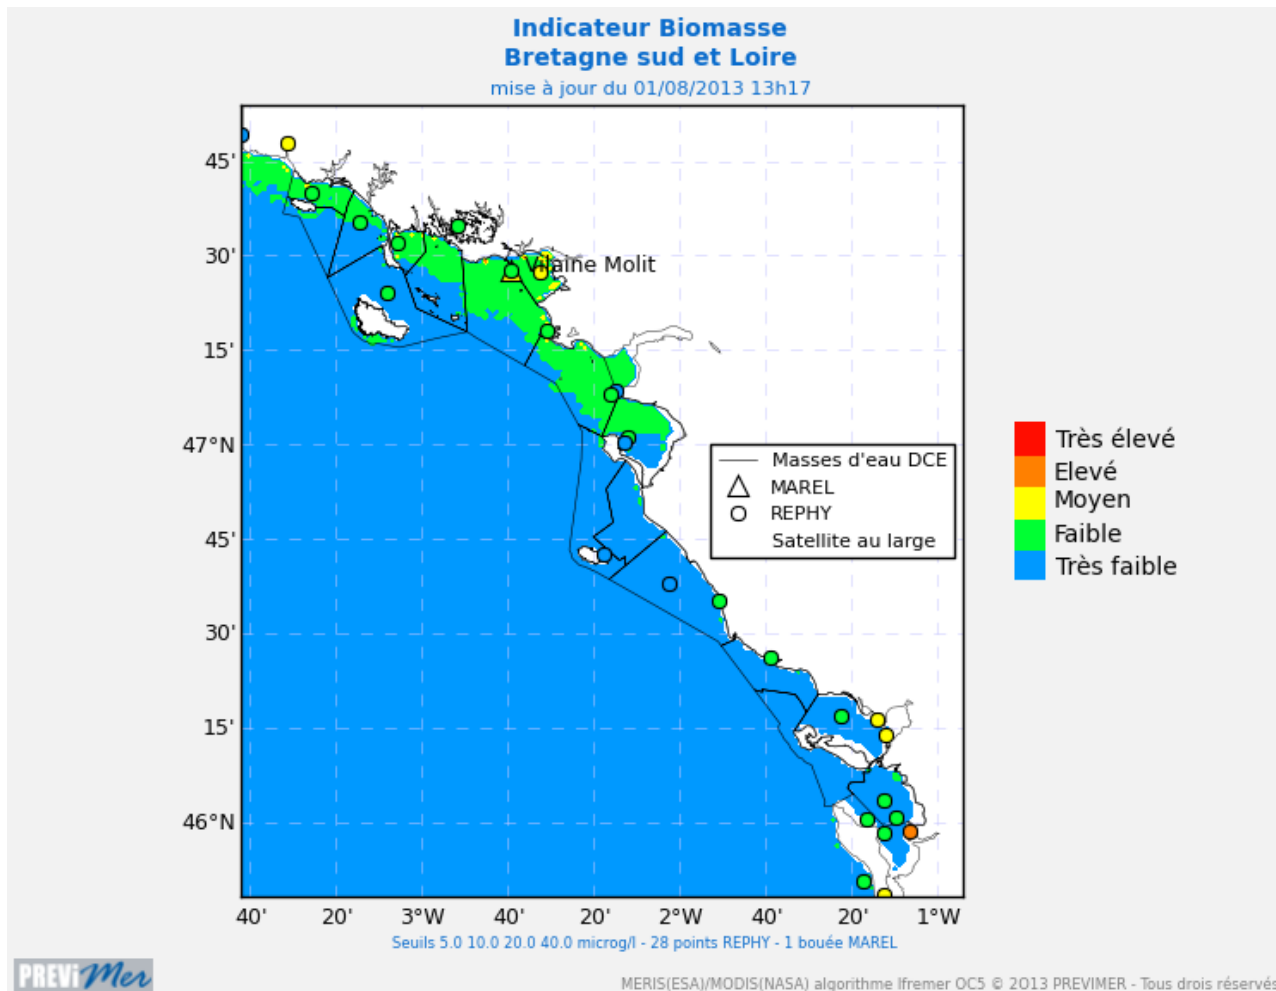 Indicateur Biomasse
Bretagne sud et Loire
mise à jour du 01/08/2013 13h17
45'
30'
Vilaine Molit
15'
47°N
Masses d'eau DCE
MAREL
REPHY
Satellite au large
Très élevé
Elevé
Moyen
Faible
Très faible
45'
30'
15'
46°N
40' 20' 3°W 40' 20' 2°W 40' 20' 1°W
Seuils 5.0 10.0 20.0 40.0 microg/l - 28 points REPHY - 1 bouée MAREL
PREViMer
MERIS(ESA)/MODIS(NASA) algorithme Ifremer OC5 © 2013 PREVIMER - Tous drois réservés